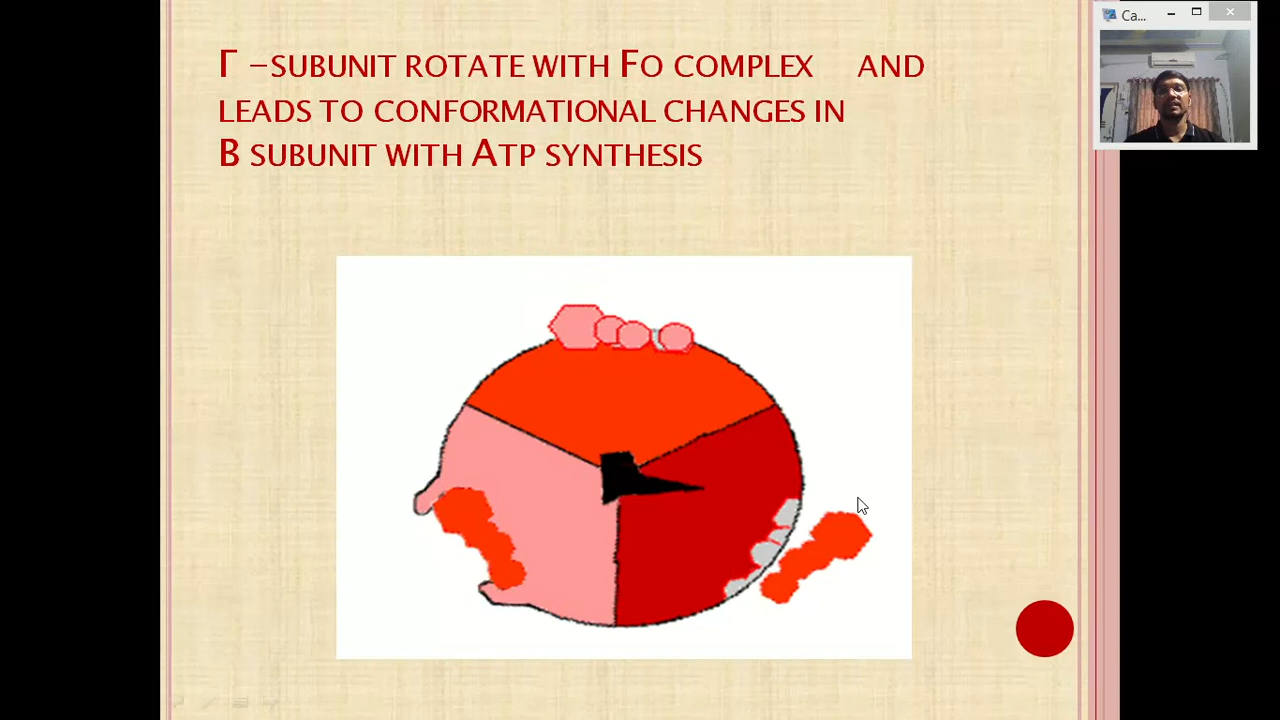 Γ –SUBUNIT ROTATE WITH FO COMPLEX AND
LEADS TO CONFORMATIONAL CHANGES IN
Β SUBUNIT WITH ATP SYNTHESIS
Ca...